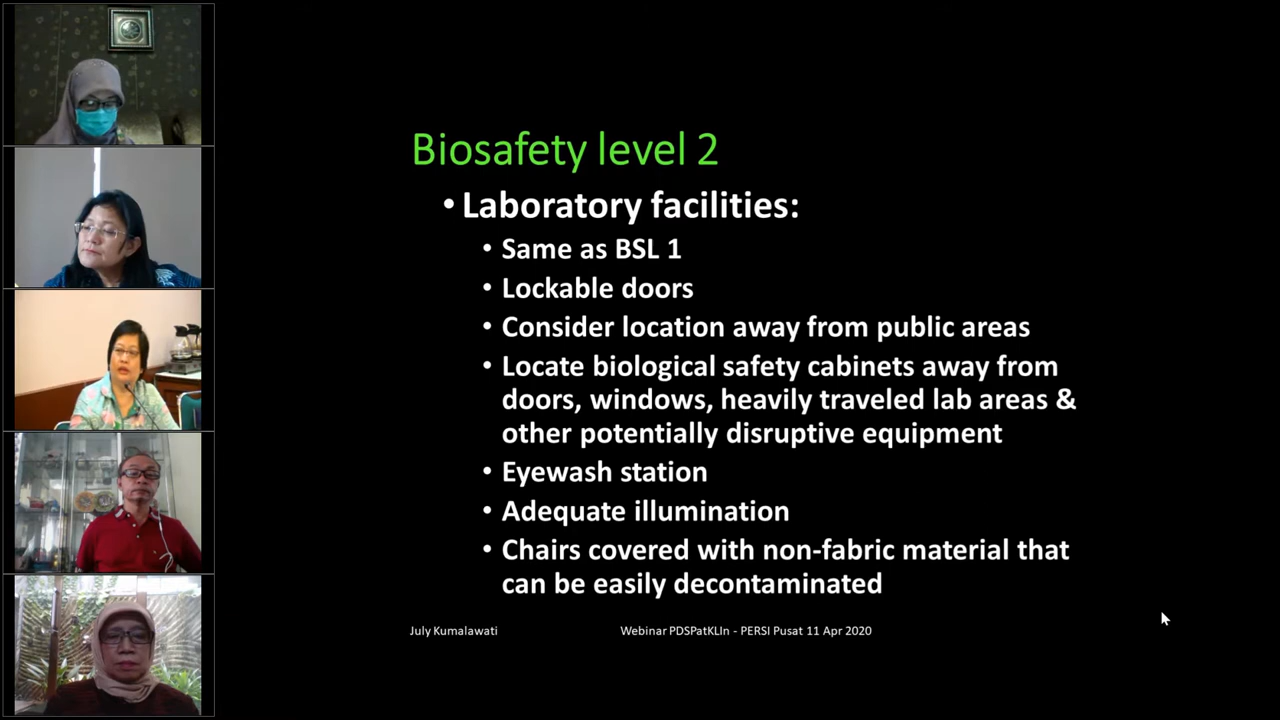 Biosafety level 2
• Laboratory facilities:
• Same as BSL 1
• Lockable doors
• Consider location away from public areas
• Locate biological safety cabinets away from
doors, windows, heavily traveled lab areas &
other potentially disruptive equipment
• Eyewash station
• Adequate illumination
• Chairs covered with non-fabric material that
can be easily decontaminated
July Kumalawati
Webinar PDSPatKLIn - PERSI Pusat 11 Apr 2020